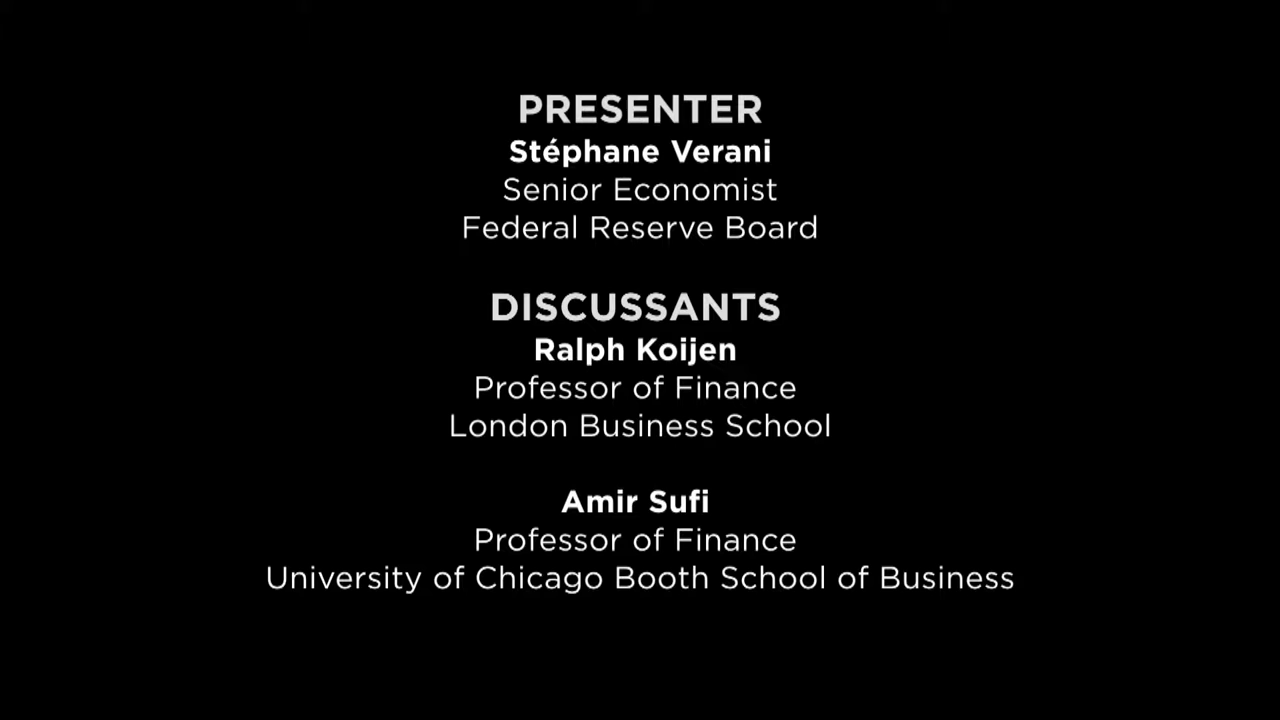 PRESENTER
Stéphane Verani
Senior Economist
Federal Reserve Board
DISCUSSANTS
Ralph Koijen
Professor of Finance
London Business School
Amir Sufi
Professor of Finance
University of Chicago Booth School of Business